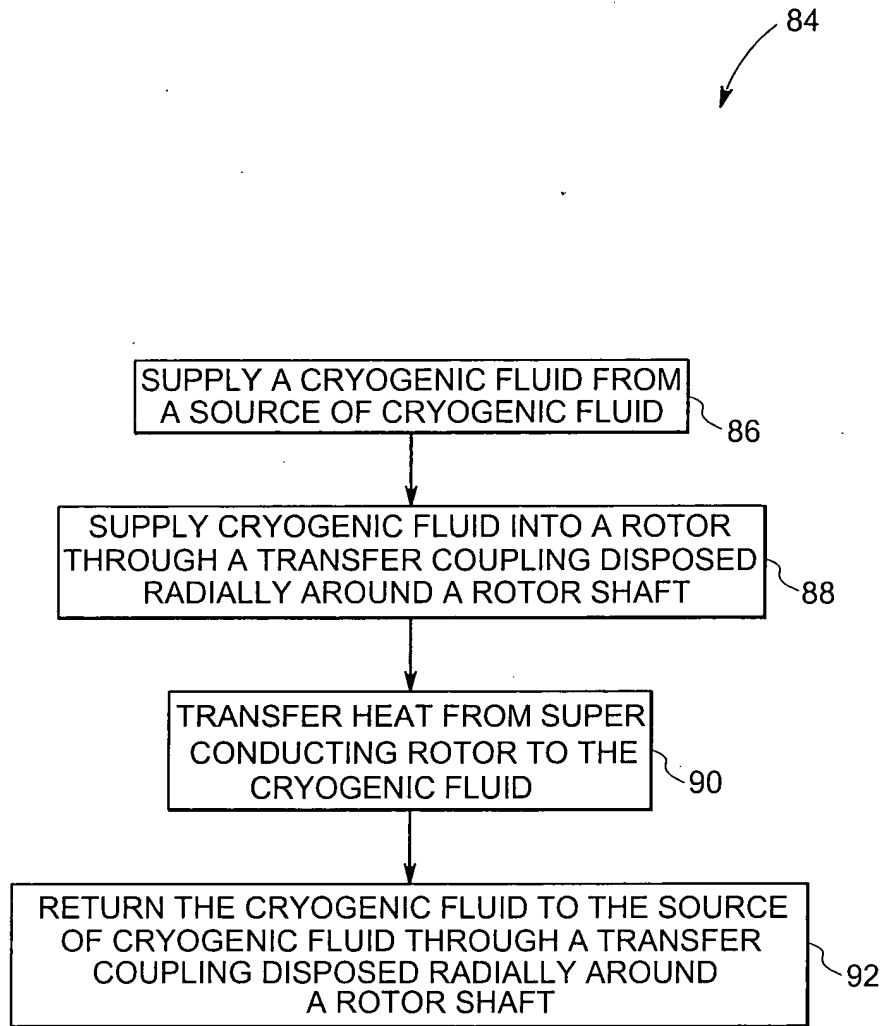 84
SUPPLY A CRYOGENIC FLUID FROM
A SOURCE OF CRYOGENIC FLUID
86
SUPPLY CRYOGENIC FLUID INTO A ROTOR
THROUGH A TRANSFER COUPLING DISPOSED
RADIALLY AROUND A ROTOR SHAFT
88
TRANSFER HEAT FROM SUPER
CONDUCTING ROTOR TO THE
CRYOGENIC FLUID
90
RETURN THE CRYOGENIC FLUID TO THE SOURCE
OF CRYOGENIC FLUID THROUGH A TRANSFER
COUPLING DISPOSED RADIALLY AROUND
A ROTOR SHAFT
92